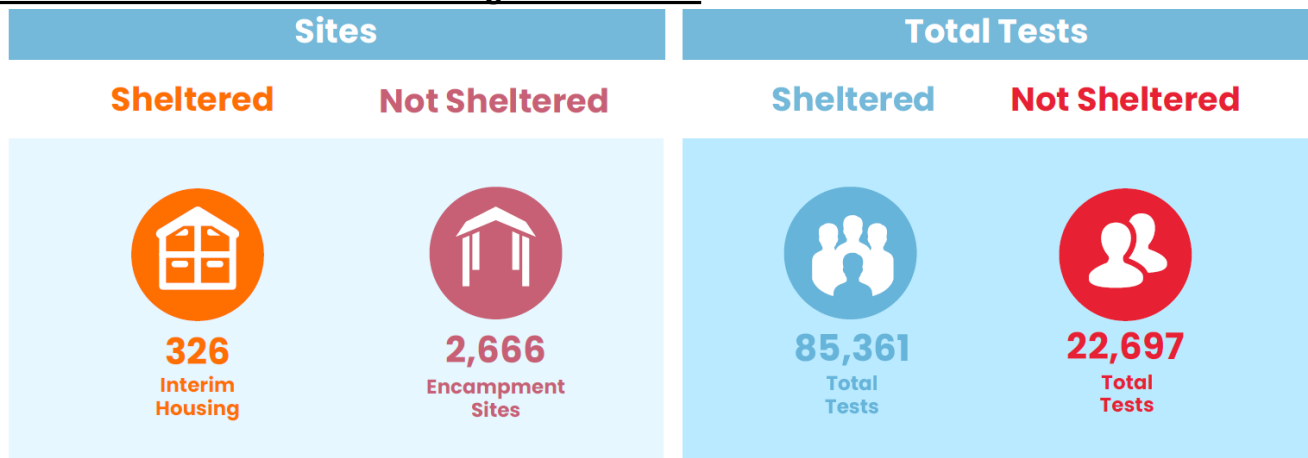 Sites
Total Tests
Sheltered
Not Sheltered
Sheltered
Not Sheltered
326
Interim
Housing
2,666
Encampment
Sites
85,361
Total
Tests
22,697
Total
Tests